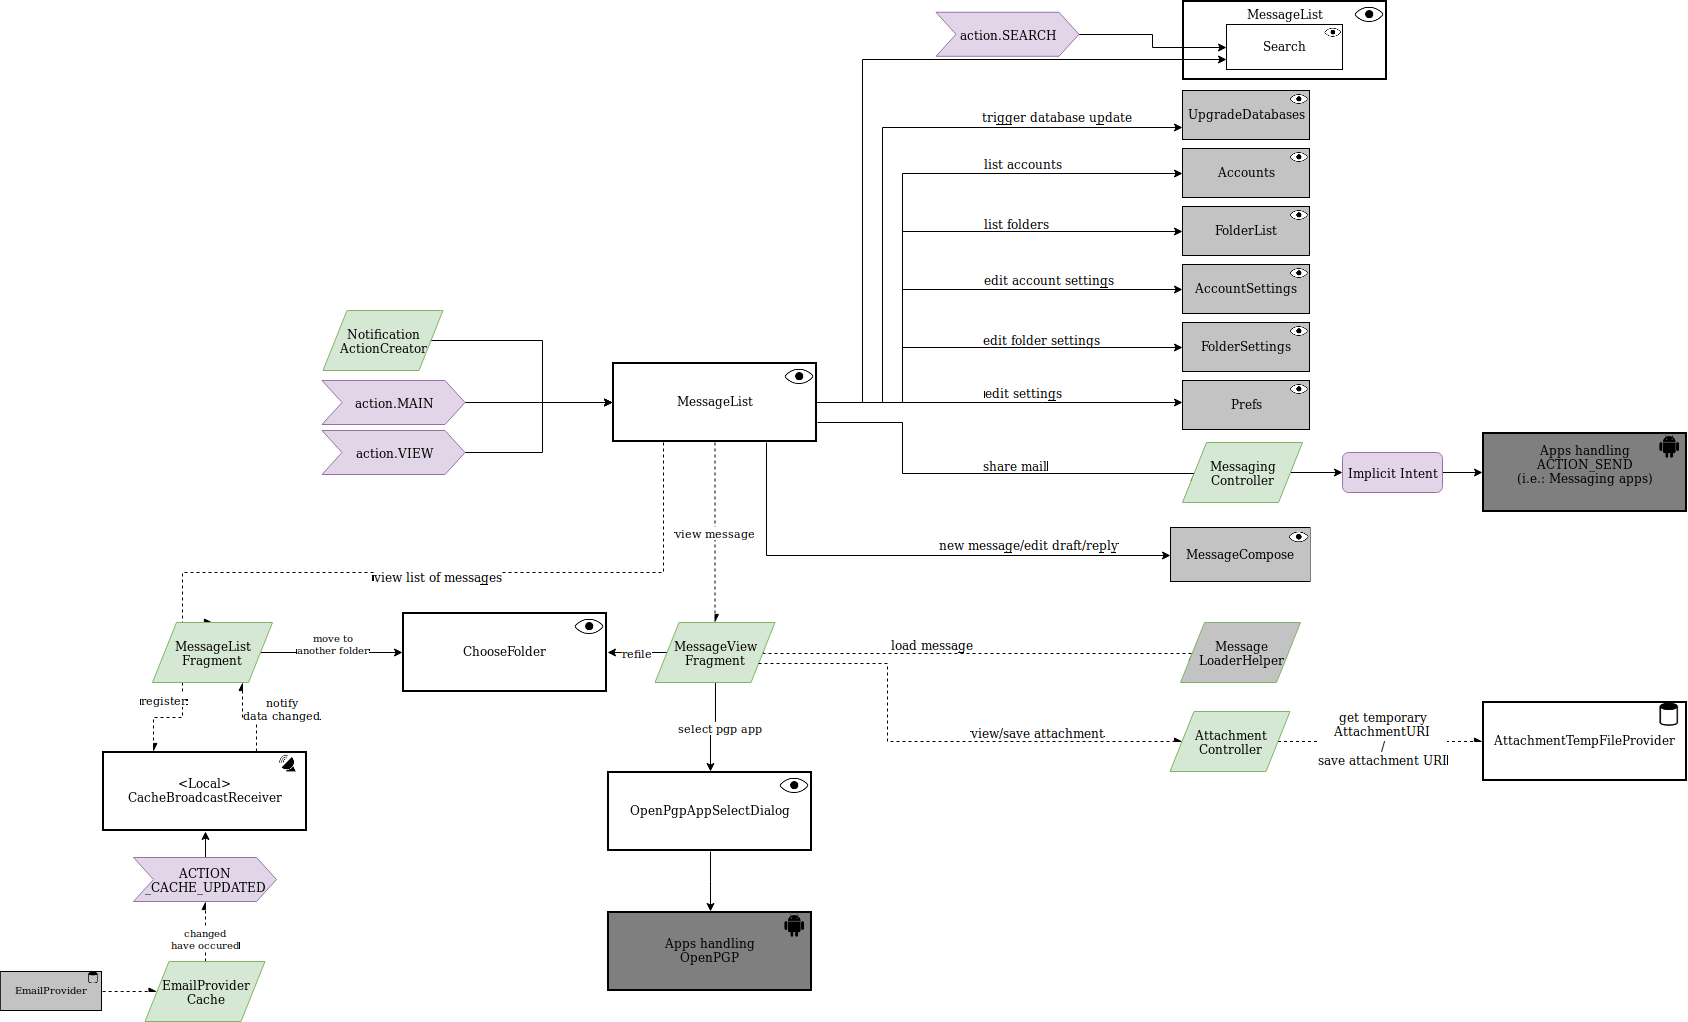 action.SEARCH
MessageList
Search
trigger database update
UpgradeDatabases
list accounts
Accounts
list folders
FolderList
edit account settings
AccountSettings
edit folder settings
FolderSettings
edit settings
Prefs
Notification
ActionCreator
action.MAIN
action.VIEW
MessageList
share mail
Messaging
Controller
Implicit Intent
Apps handling
ACTION_SEND
(i.e.: Messaging apps)
view message
new message/edit draft/reply
MessageCompose
view list of messages
MessageList
Fragment
move to
another folder
ChooseFolder
refile
MessageView
Fragment
load message
Message
LoaderHelper
register
notify
data changed
select pgp app
view/save attachment
Attachment
Controller
get temporary
AttachmentURI
/
save attachment URI
AttachmentTempFileProvider
<Local>
CacheBroadcastReceiver
OpenPgpAppSelectDialog
ACTION
_CACHE_UPDATED
changed
have occured
Apps handling
OpenPGP
EmailProvider
EmailProvider
Cache